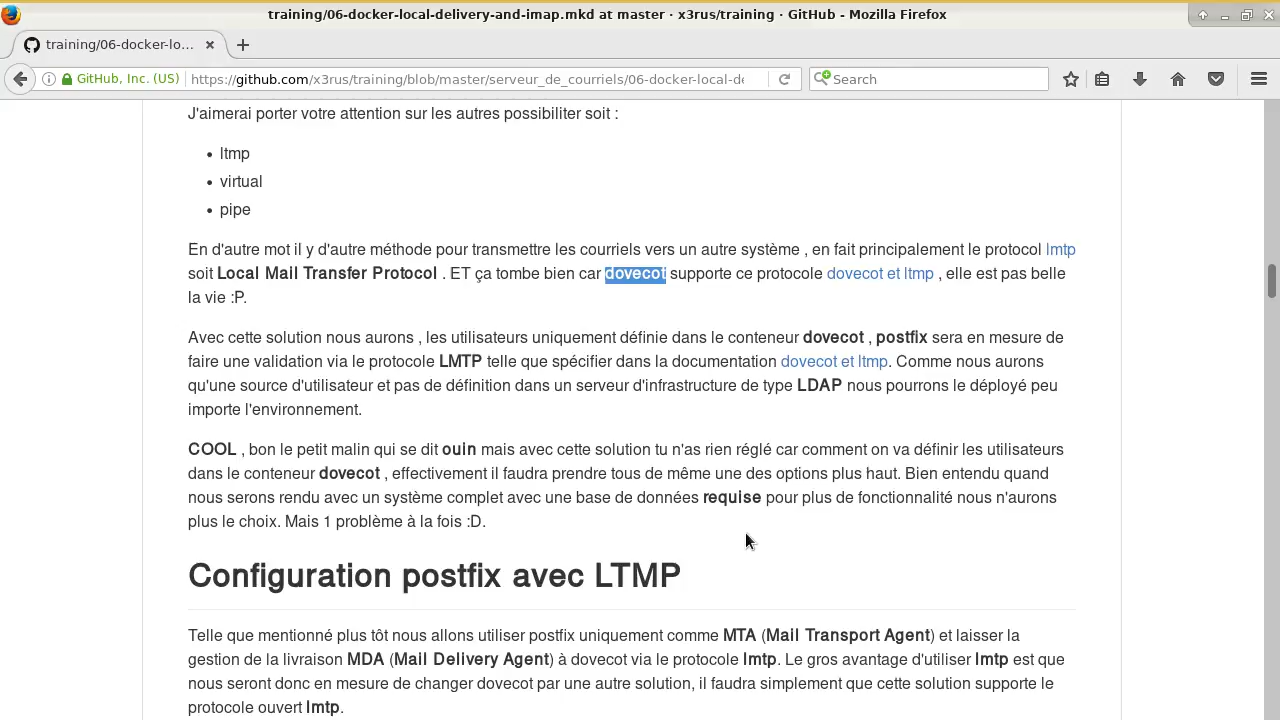 training/06-docker-local-delivery-and-imap.mkd at master · x3rus/training · GitHub - Mozilla Firefox
training/06-docker-lo...
GitHub, Inc. (US)
https://github.com/x3rus/training/blob/master/serveur_de_courriels/06-docker-local-de
Search
J'aimerai porter votre attention sur les autres possibiliter soit :
• ltmp
• virtual
• pipe
En d'autre mot il y d'autre méthode pour transmettre les courriels vers un autre système , en fait principalement le protocol lmtp
soit Local Mail Transfer Protocol . ET ça tombe bien car dovecot supporte ce protocole dovecot et ltmp , elle est pas belle
la vie :P.
Avec cette solution nous aurons , les utilisateurs uniquement définie dans le conteneur dovecot , postfix sera en mesure de
faire une validation via le protocole LMTP telle que spécifier dans la documentation dovecot et ltmp. Comme nous aurons
qu'une source d'utilisateur et pas de définition dans un serveur d'infrastructure de type LDAP nous pourrons le déployé peu
importe l'environnement.
COOL , bon le petit malin qui se dit ouin mais avec cette solution tu n'as rien réglé car comment on va définir les utilisateurs
dans le conteneur dovecot , effectivement il faudra prendre tous de même une des options plus haut. Bien entendu quand
nous serons rendu avec un système complet avec une base de données requise pour plus de fonctionnalité nous n'aurons
plus le choix. Mais 1 problème à la fois :D.
Configuration postfix avec LTMP
Telle que mentionné plus tôt nous allons utiliser postfix uniquement comme MTA (Mail Transport Agent) et laisser la
gestion de la livraison MDA (Mail Delivery Agent) à dovecot via le protocole lmtp. Le gros avantage d'utiliser lmtp est que
nous seront donc en mesure de changer dovecot par une autre solution, il faudra simplement que cette solution supporte le
protocole ouvert lmtp.